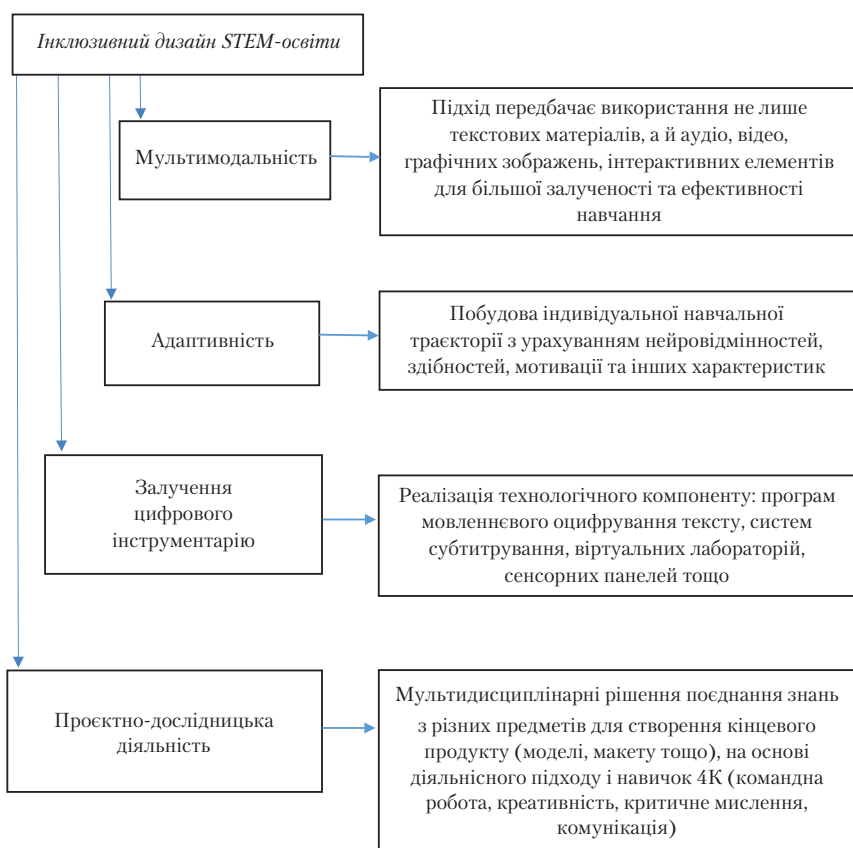 Інклюзивний дизайн STEM-освіти
Мультимодальність
Підхід передбачає використання не лише
текстових матеріалів, а й аудіо, відео,
графічних зображень, інтерактивних елементів
для більшої залученості та ефективності
навчання
Адаптивність
Побудова індивідуальної навчальної
траєкторії з урахуванням нейровідмінностей,
здібностей, мотивації та інших характеристик
Залучення
цифрового
інструментарію
Реалізація технологічного компоненту: програм
мовленнєвого оцифрування тексту, систем
субтитрування, віртуальних лабораторій,
сенсорних панелей тощо
Проєктно-дослідницька
діяльність
Мультидисциплінарні рішення поєднання знань
з різних предметів для створення кінцевого
продукту (моделі, макету тощо), на основі
діяльнісного підходу і навичок 4К (командна
робота, креативність, критичне мислення,
комунікація)